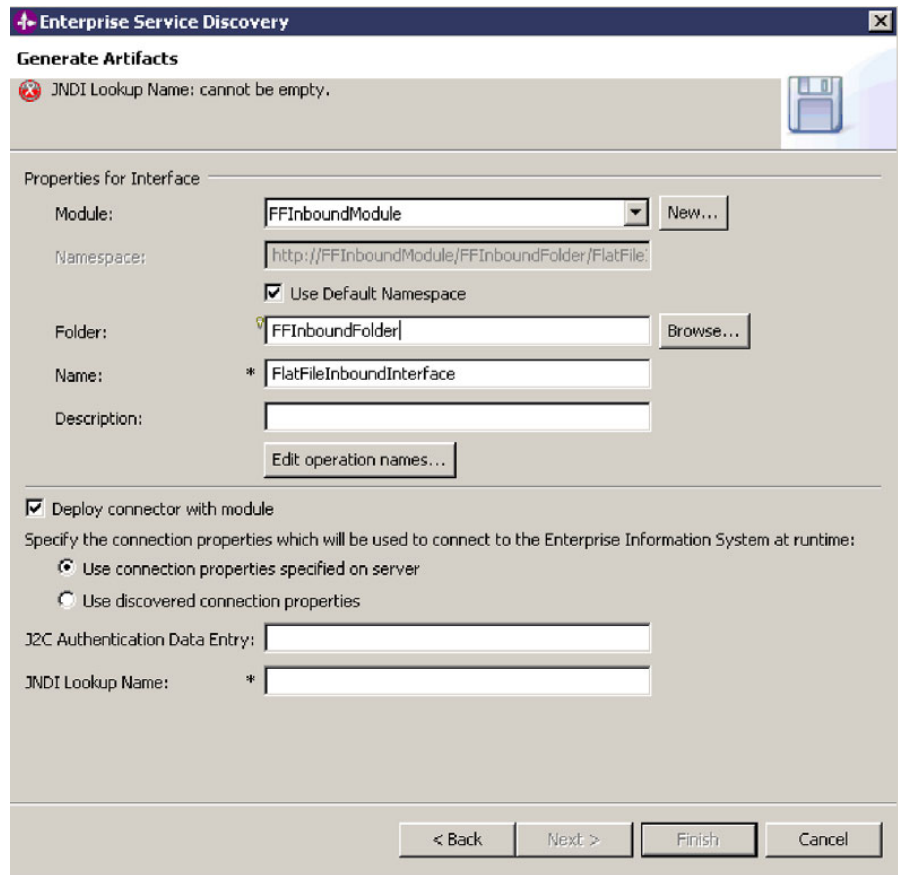 Enterprise Service Discovery
Generate Artifacts
JNDI Lookup Name: cannot be empty.
Properties for Interface
Module:
FFInboundModule
New...
Namespace:
http://FFInboundModule/FFInboundFolder/FlatFile
Use Default Namespace
Folder:
FFInboundFolder
Browse...
Name:
* FlatFileInboundInterface
Description:
Edit operation names...
Deploy connector with module
Specify the connection properties which will be used to connect to the Enterprise Information System at runtime:
Use connection properties specified on server
Use discovered connection properties
J2C Authentication Data Entry:
JNDI Lookup Name: *
< Back
Next >
Finish
Cancel